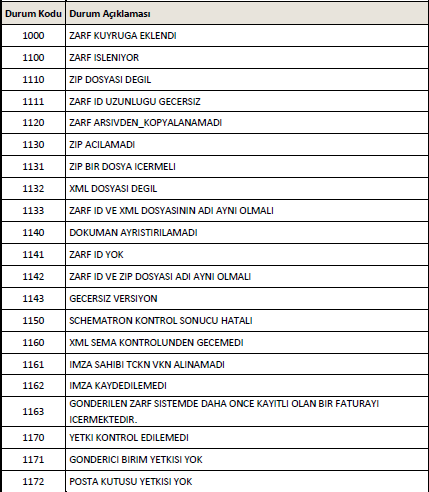 Durum Kodu Durum Açıklaması
1000 ZARF KUYRUGA EKLENDI
1100 ZARF ISLENIYOR
1110 ZIP DOSYASI DEGIL
1111 ZARF ID UZUNLUGU GECERSIZ
1120 ZARF ARSIVDEN_KOPYALANAMADI
1130 ZIP ACILAMADI
1131 ZIP BIR DOSYA ICERMELI
1132 XML DOSYASI DEGIL
1133 ZARF ID VE XML DOSYASININ ADI AYNI OLMALI
1140 DOKUMAN AYRISTIRILAMADI
1141 ZARF ID YOK
1142 ZARF ID VE ZIP DOSYASI ADI AYNI OLMALI
1143 GECERSIZ VERSIYON
1150 SCHEMATRON KONTROL SONUCU HATALI
1160 XML SEMA KONTROLUNDEN GECEMEDI
1161 IMZA SAHIBI TCKN VKN ALINAMADI
1162 IMZA KAYDEDILEMEDI
1163 GONDERILEN ZARF SISTEMDE DAHA ONCE KAYITLI OLAN BIR FATURAYI
ICERMEKTEDIR.
1170 YETKI KONTROL EDILEMEDI
1171 GONDERICI BIRIM YETKISI YOK
1172 POSTA KUTUSU YETKISI YOK